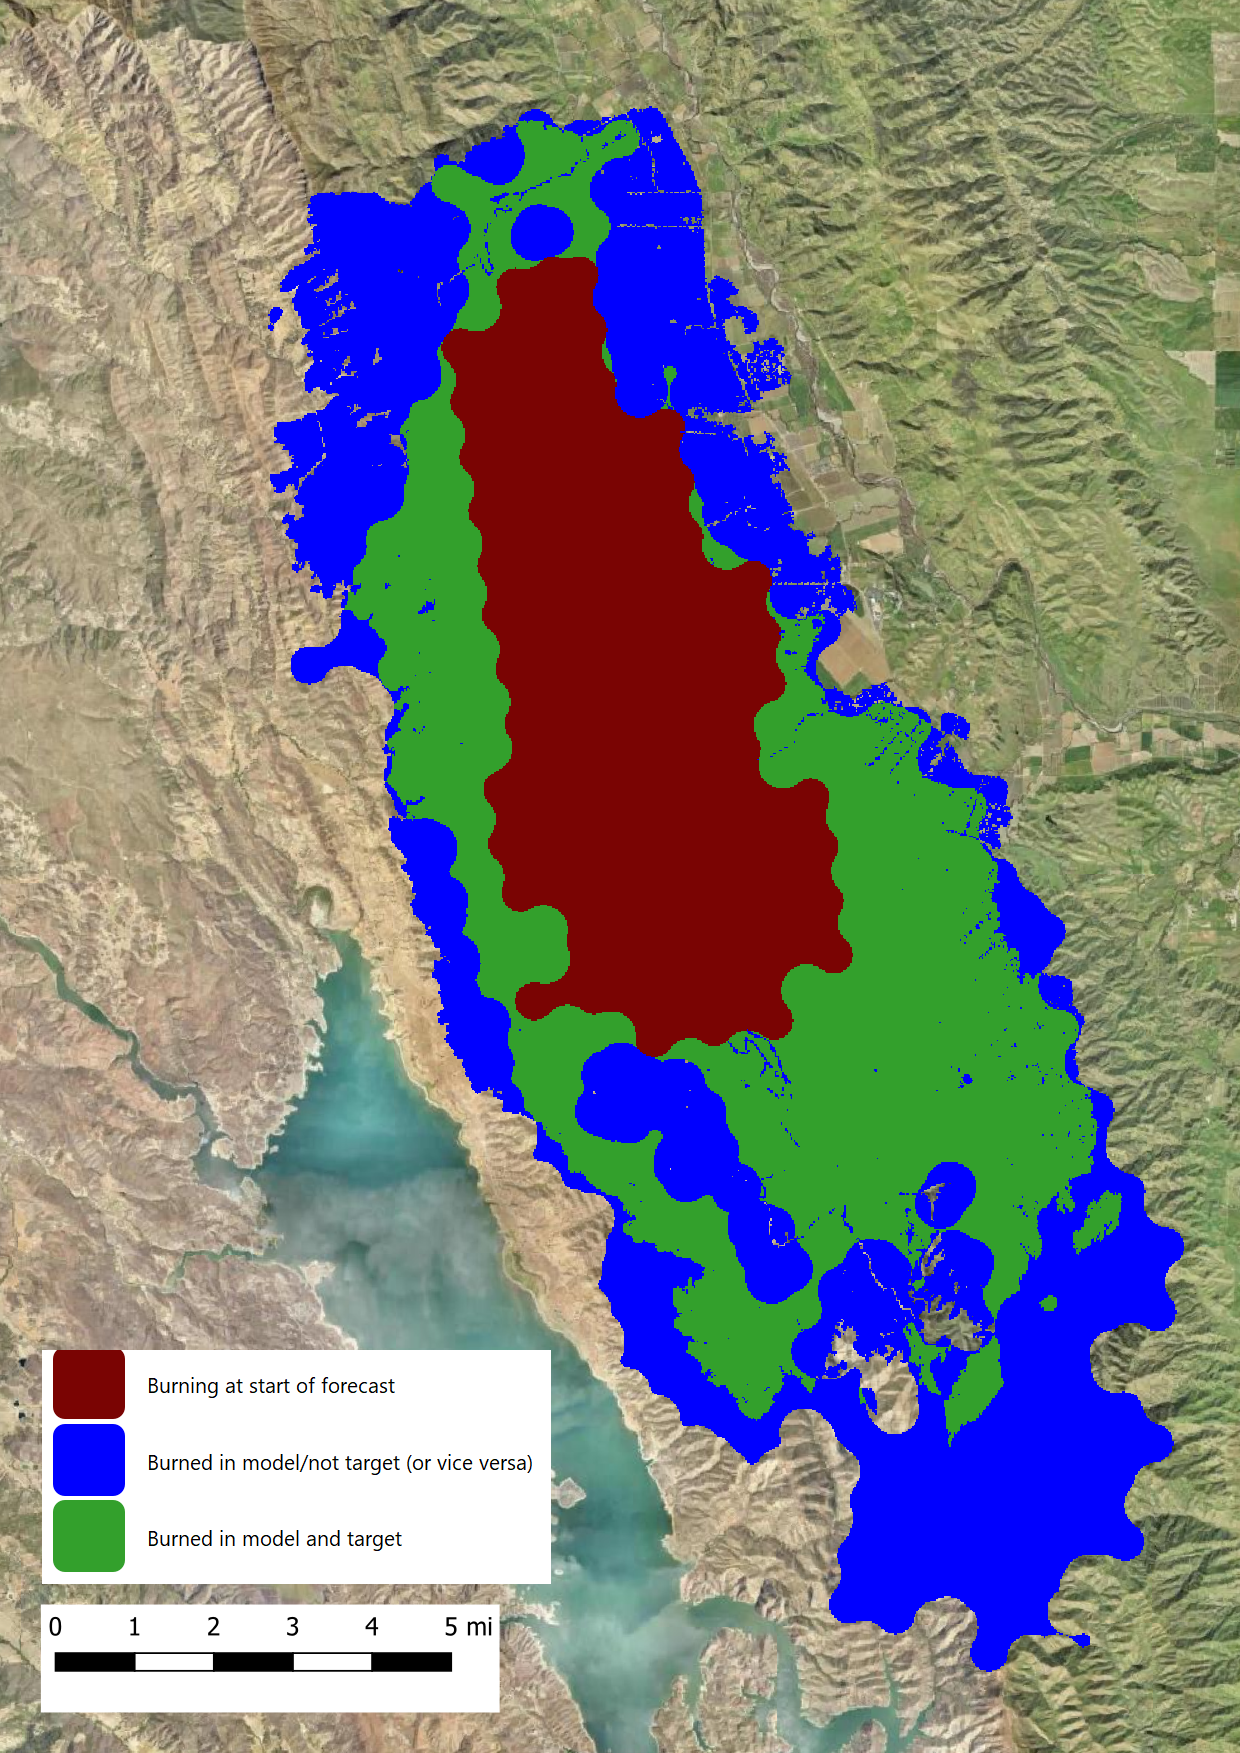 Burning at start of forecast
Burned in model/not target (or vice versa)
Burned in model and target
0 1 2 3 4 5 mi